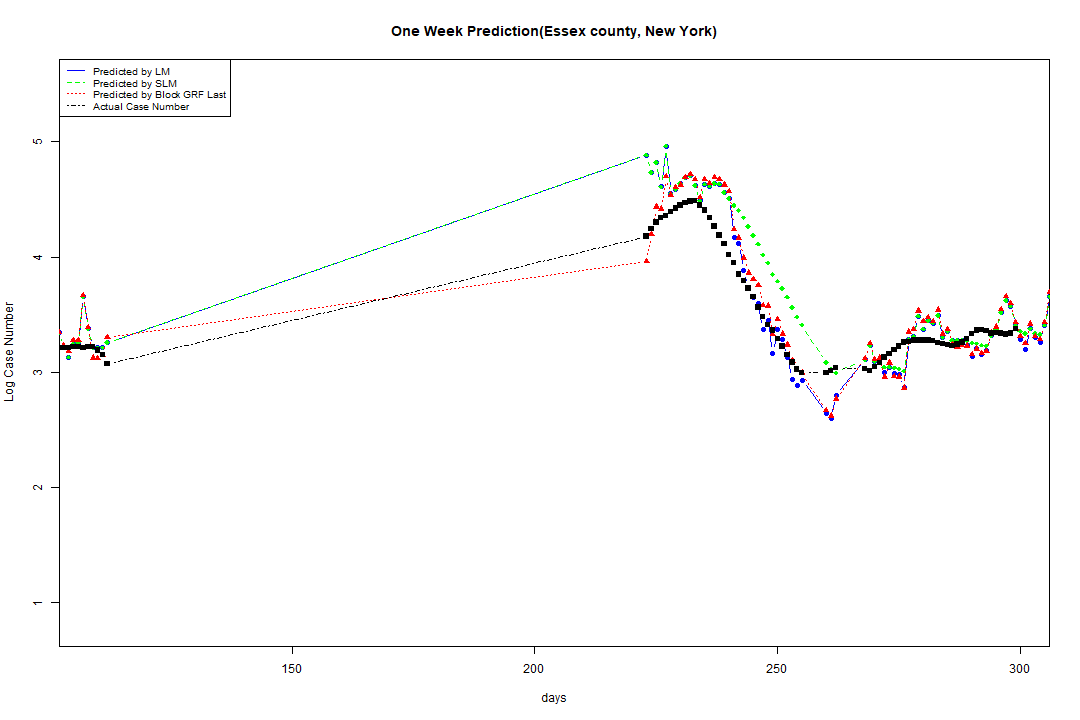 One Week Prediction(Essex county, New York)
Predicted by LM
Predicted by SLM
Predicted by Block GRF Last
Actual Case Number
5
4
3
2
1
Log Case Number
150 200 250 300
days